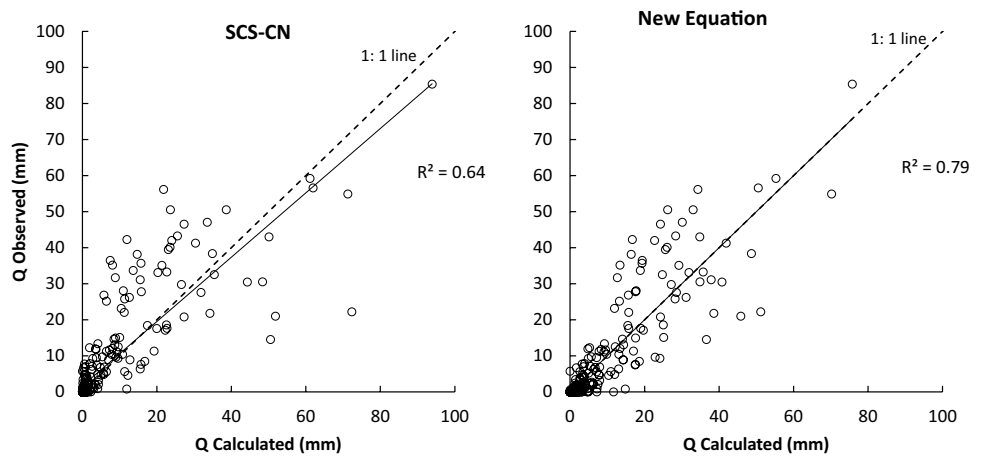 SCS-CN
1: 1 line
R² = 0.64
Q Observed (mm)
100
90
80
70
60
50
40
30
20
10
0
0 20 40 60 80 100
Q Calculated (mm)
New Equation
1: 1 line
R² = 0.79
100
90
80
70
60
50
40
30
20
10
0
0 20 40 60 80 100
Q Calculated (mm)